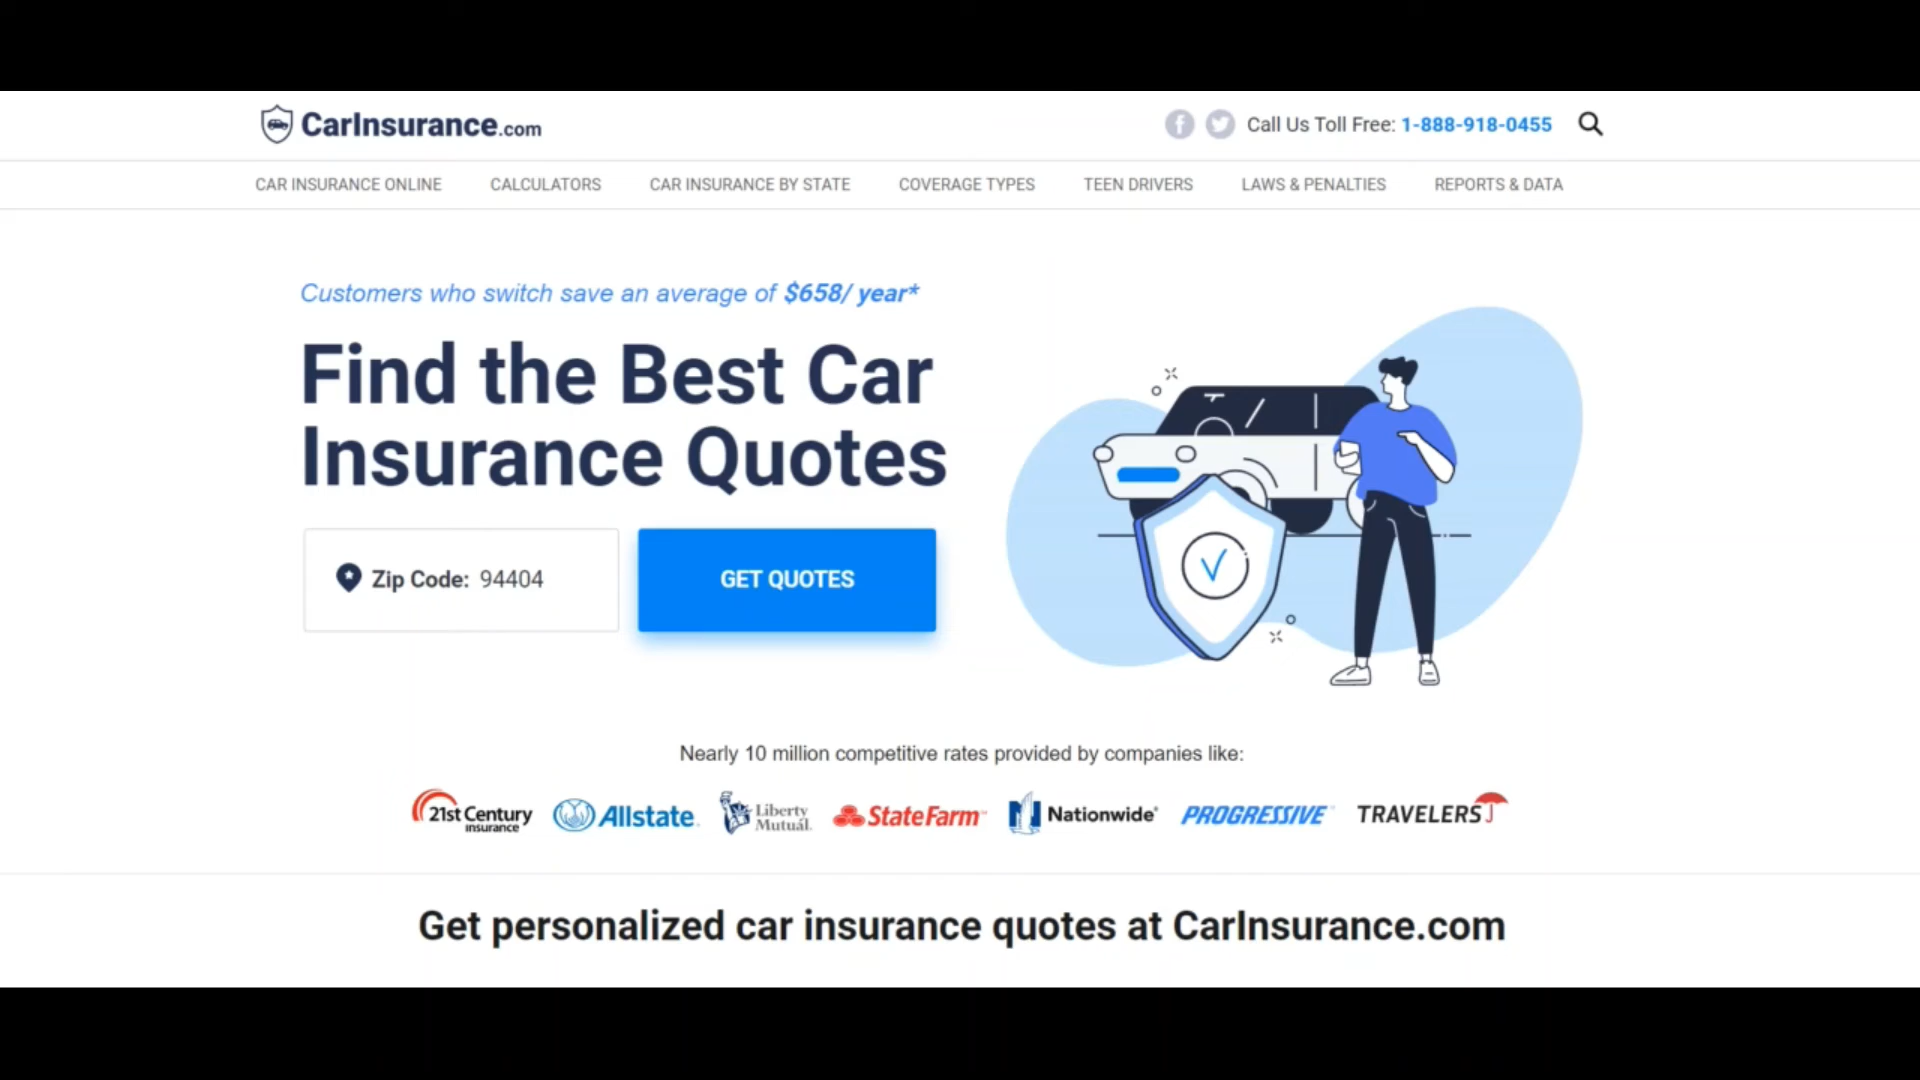 CarInsurance.com
Call Us Toll Free: 1-888-918-0455
CAR INSURANCE ONLINE CALCULATORS CAR INSURANCE BY STATE COVERAGE TYPES TEEN DRIVERS LAWS & PENALTIES REPORTS & DATA
Customers who switch save an average of $658/ year*
Find the Best Car
Insurance Quotes
Zip Code: 94404
GET QUOTES
Nearly 10 million competitive rates provided by companies like:
21st Century
insurance
Allstate
Liberty
Mutual
StateFarm
Nationwide
PROGRESSIVE
TRAVELERS
Get personalized car insurance quotes at CarInsurance.com